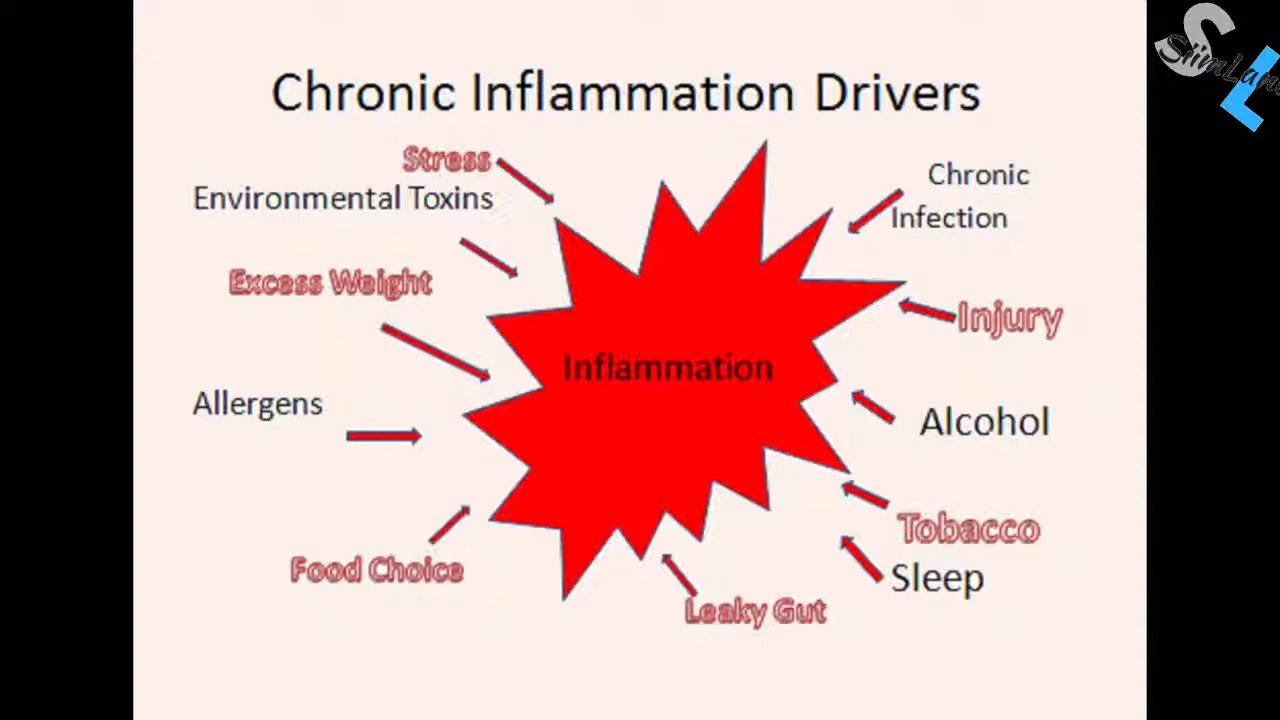 Chronic Inflammation Drivers
Stress
Environmental Toxins
Excess Weight
Allergens
Food Choice
Inflammation
Leaky Gut
Chronic
Infection
Injury
Alcohol
Tobacco
Sleep
SL